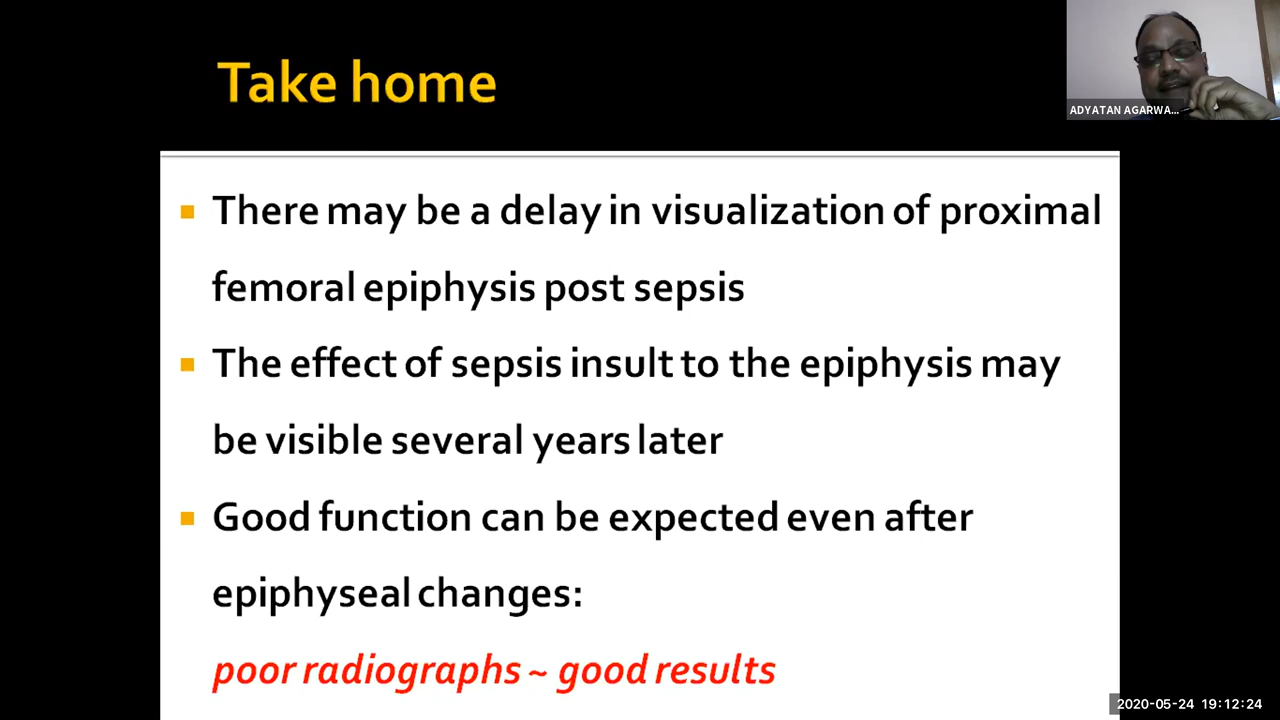 Take home
ADYATAN AGARWA...
There may be a delay in visualization of proximal
femoral epiphysis post sepsis
The effect of sepsis insult to the epiphysis may
be visible several years later
Good function can be expected even after
epiphyseal changes:
poor radiographs ~ good results
2020-05-24 19:12:24